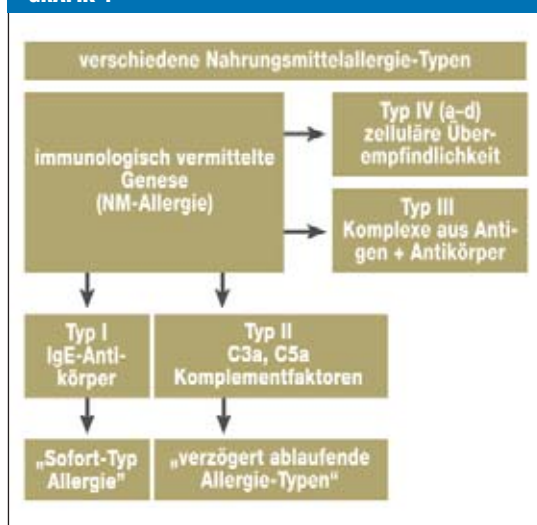 GRAFIK 1
verschiedene Nahrungsmittelallergie-Typen
immunologisch vermittelte
Genese
(NM-Allergie)
Typ IV (a–d)
zelluläre Über-
empfindlichkeit
Typ III
Komplexe aus Anti-
gen + Antikörper
Typ I
IgE-Anti-
körper
Typ II
C3a, C5a
Komplementfaktoren
„Sofort-Typ
Allergie”
„verzögert ablaufende
Allergie-Typen“